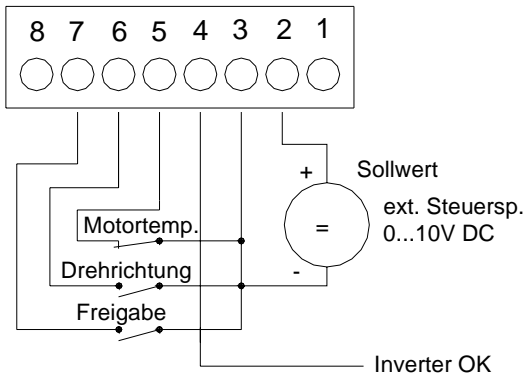 8 7 6 5 4 3 2 1
+ Sollwert
ext. Steuersp.
= 0...10V DC
Motortemp.
-
Drehrichtung
Freigabe
Inverter OK